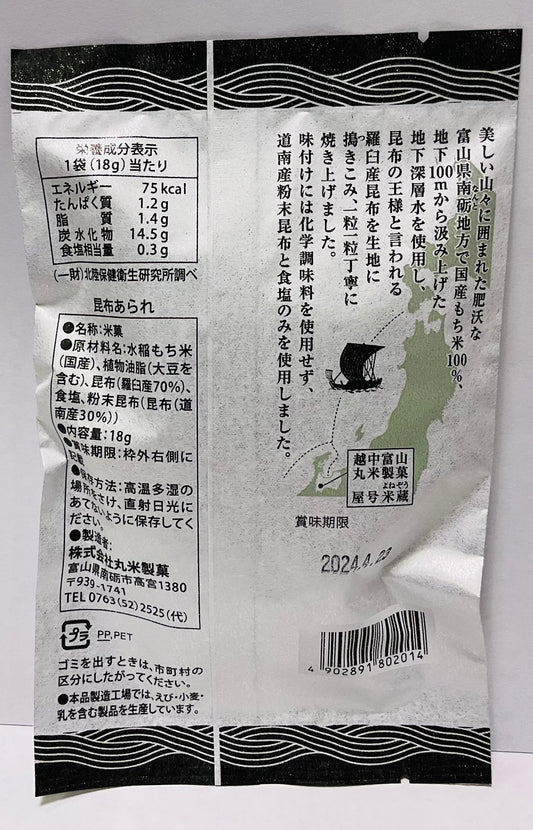 美しい山々に囲まれた肥沃な
富山県南砺地方で国産もち米100%、
地下100mから汲み上げた
地下深層水を使用し、
昆布の王様と言われる
羅臼産昆布を生地に
搗きこみ、一粒一粒丁寧に
焼き上げました。
味付けには化学調味料を使用せず、
道南産粉末昆布と食塩のみを使用しました。
栄養成分表示
1袋(18g)当たり
エネルギー 75kcal
たんぱく質 1.2g
脂質 1.4g
炭水化物 14.5g
食塩相当量 0.3g
(一財)北陸保健衛生研究所調べ
昆布あられ
●名称:米菓
●原材料名:水稲もち米
(国産)、植物油脂(大豆を
含む)、昆布(羅臼産70%)、
食塩、粉末昆布(昆布(道
南産30%))
●内容量:18g
●賞味期限:枠外右側に
記載
●保存方法:高温多湿の
場所をさけ、直射日光に
あてないように保存してく
ださい。
●製造者:
株式会社丸米製菓
富山県南砺市高宮1380
〒939-1741
TEL 0763(52)2525(代)
プラ PP,PET
ゴミを出すときは、市町村の
区分にしたがってください。
●本品製造工場では、えび・小麦・
乳を含む製品を生産しています。
越中富山
丸米製菓
よねぞう
屋号米蔵
賞味期限
2024.4.23
4 902891 802014